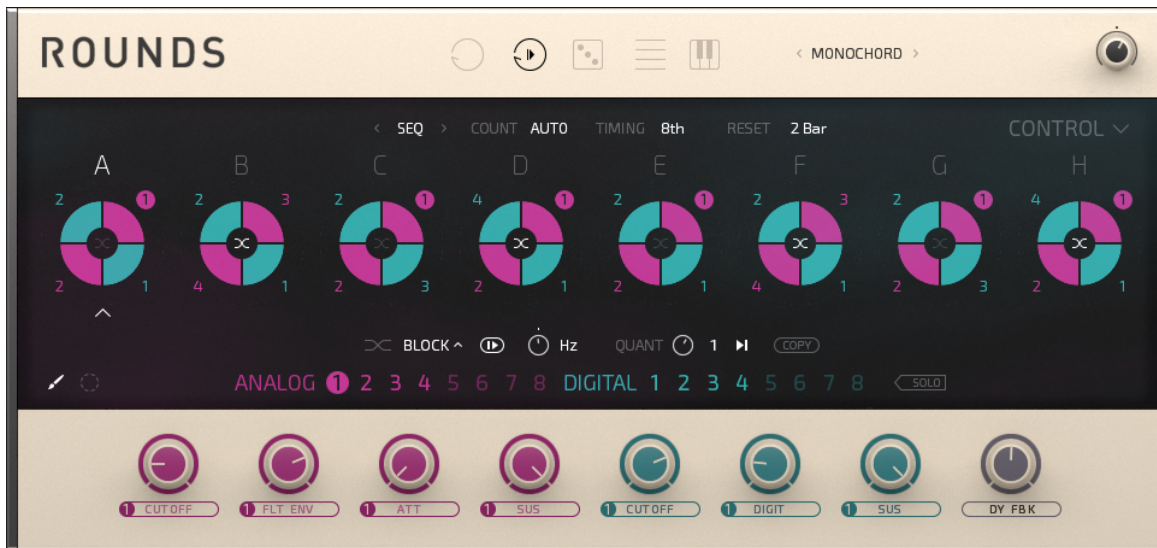 ROUNDS
‹ MONOCHORD ›
‹ SEQ › COUNT AUTO TIMING 8th RESET 2 Bar CONTROL
A B C D E F G H
2 1 2 3 2 1 4 1 2 1 2 3 2 1 4 1
2 1 4 1 2 3 2 1 2 1 4 1 2 3 2 1
BLOCK Hz QUANT 1 COPY
ANALOG 1 2 3 4 5 6 7 8 DIGITAL 1 2 3 4 5 6 7 8 SOLO
1 CUTOFF 1 FLT ENV 1 ATT 1 SUS 1 CUTOFF 1 DIGIT 1 SUS DY FBK